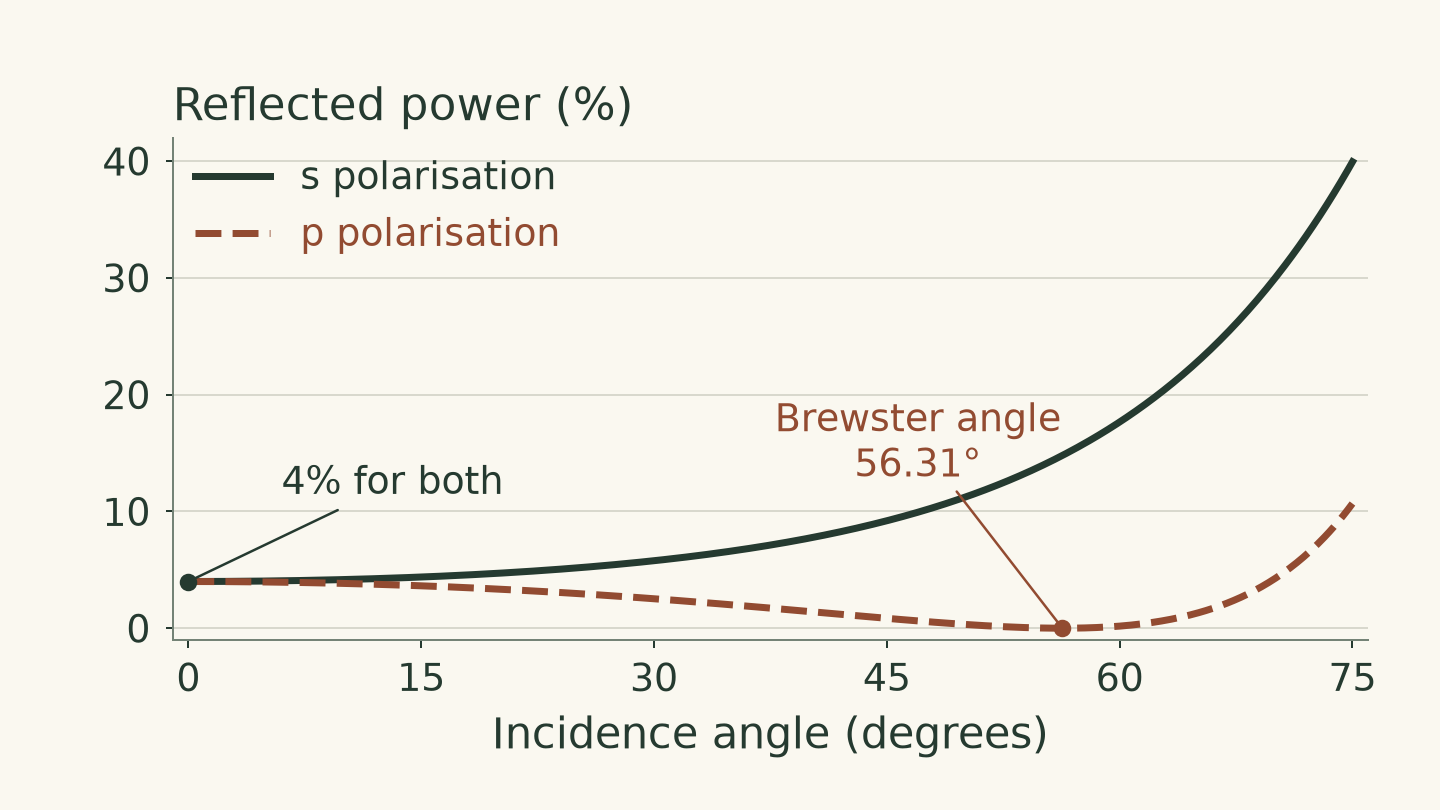 Reflected power (%)
40
s polarisation
p polarisation
30
20
Brewster angle
56.31°
4% for both
10
0
0 15 30 45 60 75
Incidence angle (degrees)